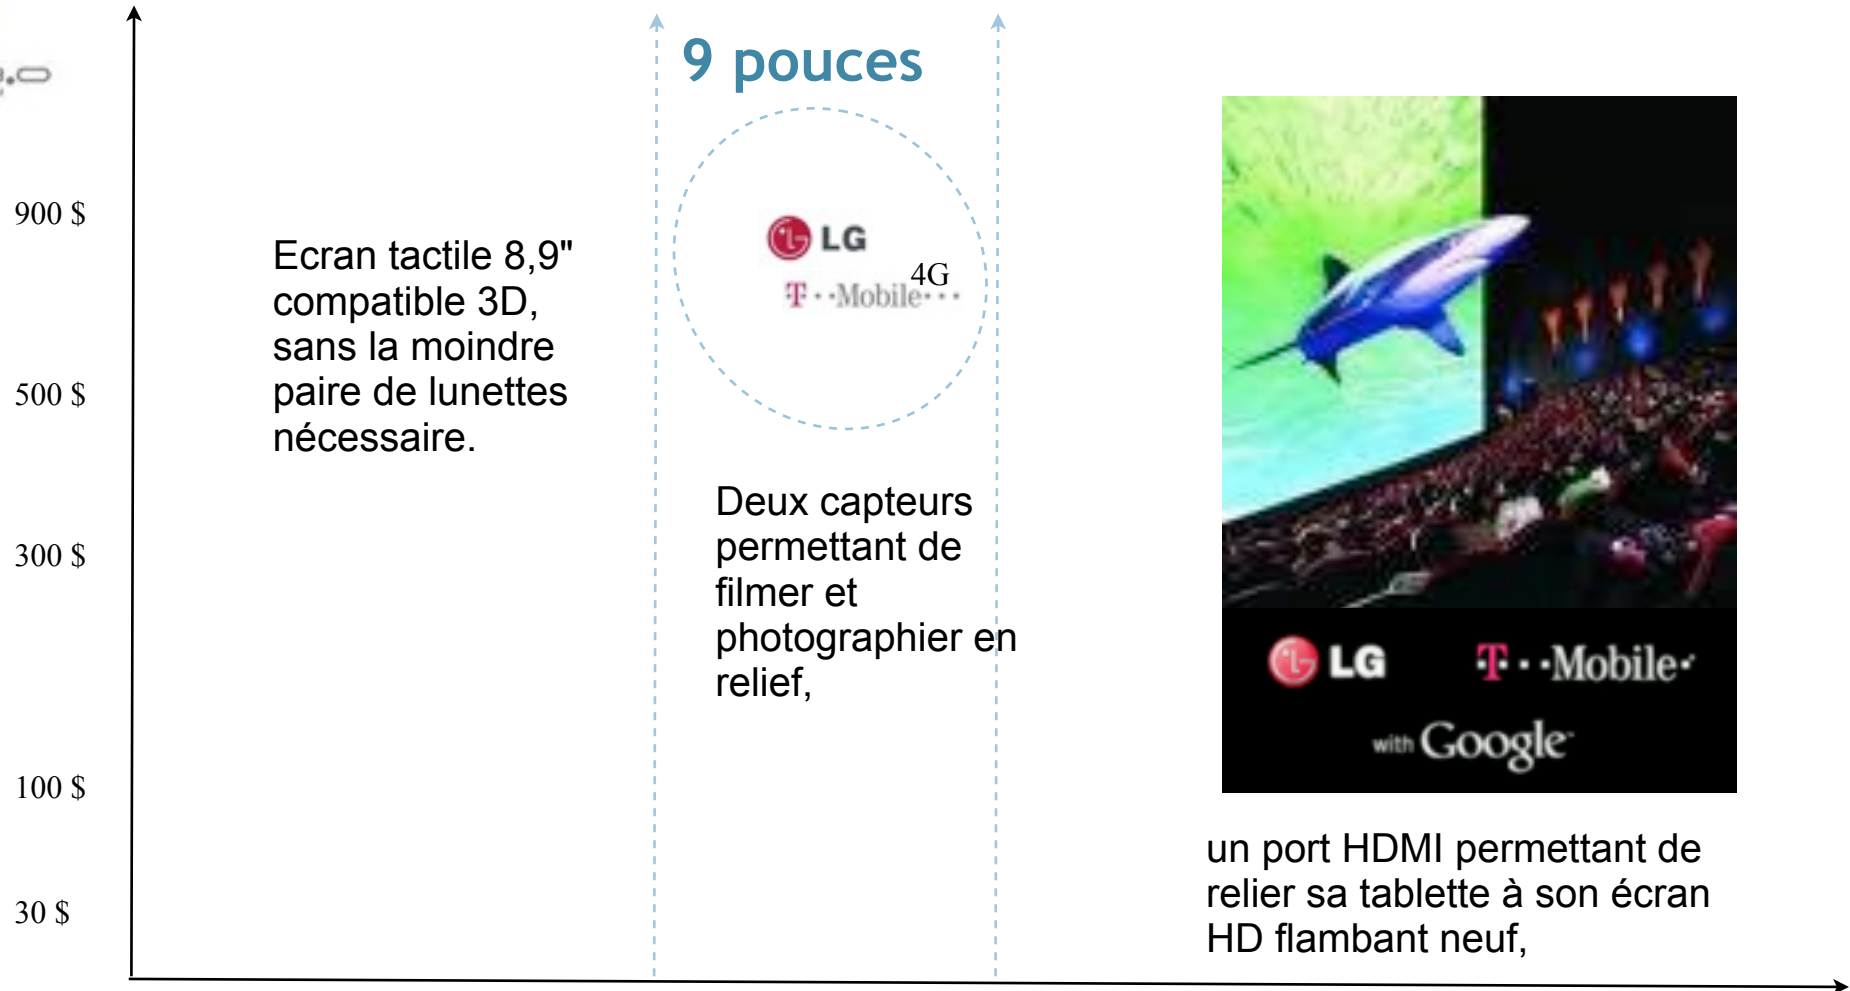 9 pouces
900 $
500 $
300 $
100 $
30 $
Ecran tactile 8,9"
compatible 3D,
sans la moindre
paire de lunettes
nécessaire.
LG
4G
T··Mobile···
Deux capteurs
permettant de
filmer et
photographier en
relief,
LG
T··Mobile·
with Google™
un port HDMI permettant de
relier sa tablette à son écran
HD flambant neuf,